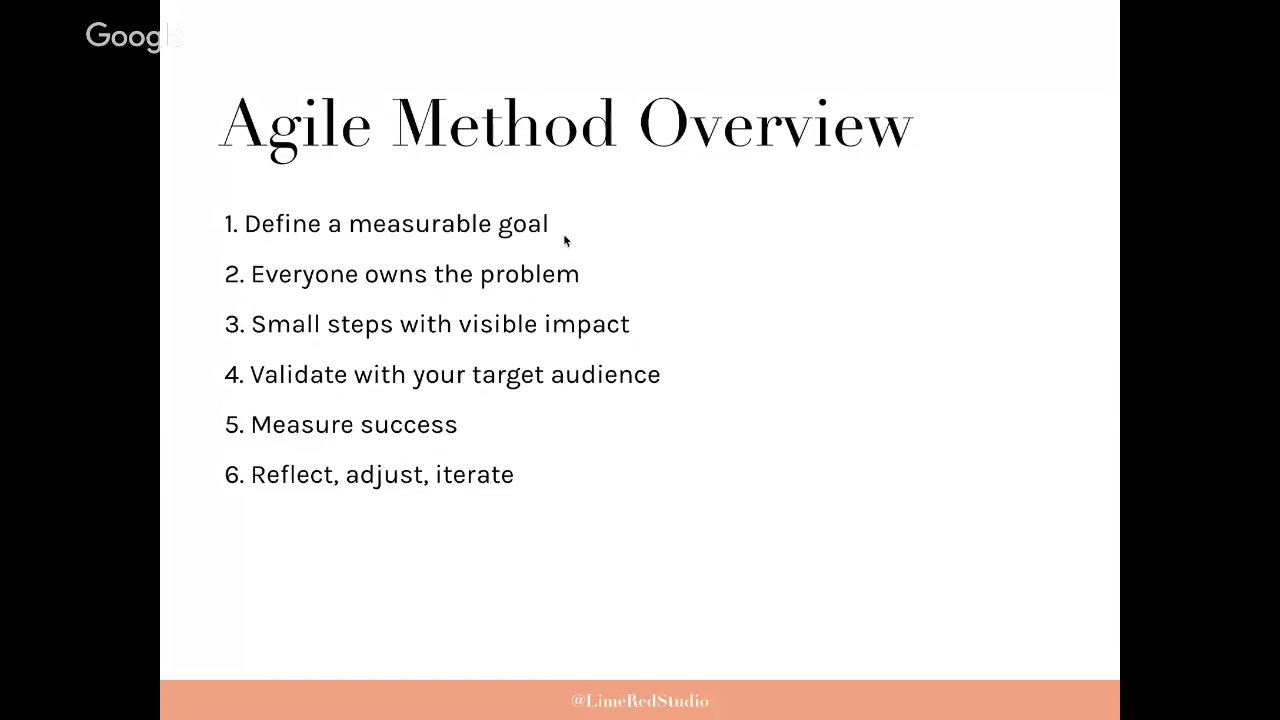 Google
Agile Method Overview
1. Define a measurable goal
2. Everyone owns the problem
3. Small steps with visible impact
4. Validate with your target audience
5. Measure success
6. Reflect, adjust, iterate
@LimeRedStudio